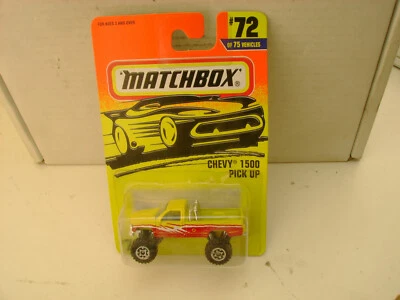 #72
OF 75 VEHICLES
MATCHBOX®
CHEVY® 1500
PICK UP